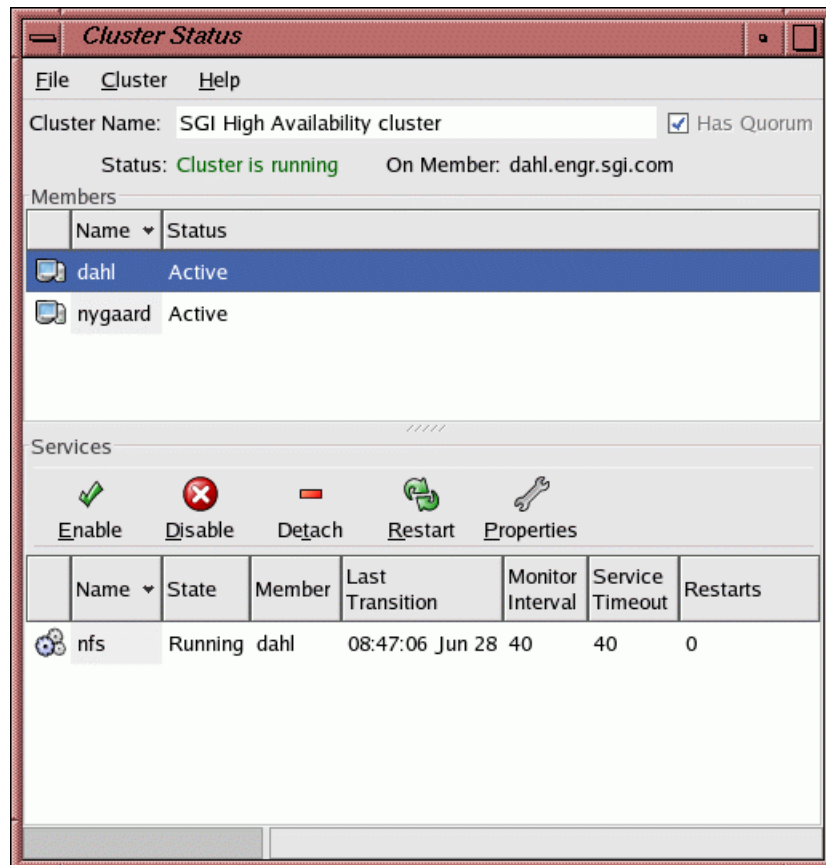 Cluster Status
File Cluster Help
Cluster Name: SGI High Availability cluster Has Quorum
Status: Cluster is running On Member: dahl.engr.sgi.com
Members
Name Status
dahl Active
nygaard Active
Services
Enable Disable Detach Restart Properties
Name State Member Last Transition Monitor Interval Service Timeout Restarts
nfs Running dahl 08:47:06 Jun 28 40 40 0